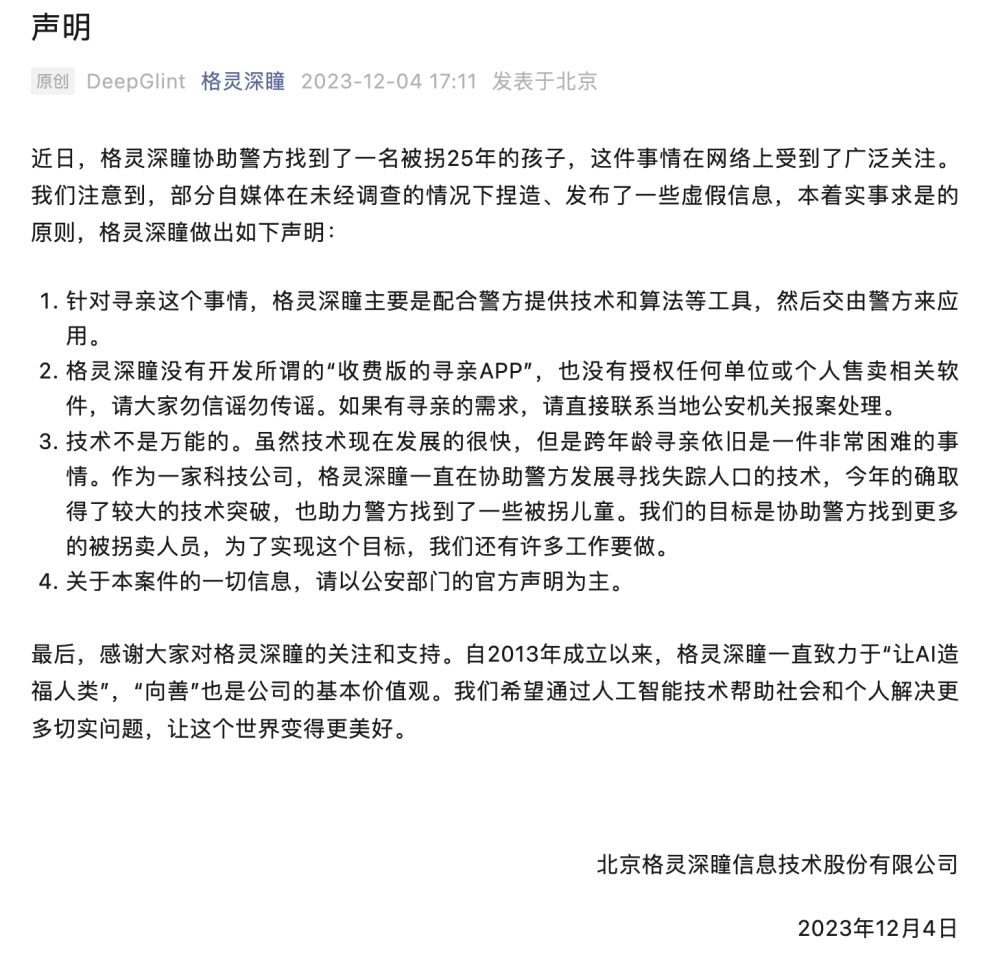 声明
原创 DeepGlint 格灵深瞳 2023-12-04 17:11 发表于北京
近日，格灵深瞳协助警方找到了一名被拐25年的孩子，这件事情在网络上受到了广泛关注。
我们注意到，部分自媒体在未经调查的情况下捏造、发布了一些虚假信息，本着实事求是的
原则，格灵深瞳做出如下声明：
1. 针对寻亲这个事情，格灵深瞳主要是配合警方提供技术和算法等工具，然后交由警方来应
用。
2. 格灵深瞳没有开发所谓的“收费版的寻亲APP”，也没有授权任何单位或个人售卖相关软
件，请大家勿信谣勿传谣。如果有寻亲的需求，请直接联系当地公安机关报案处理。
3. 技术不是万能的。虽然技术现在发展的很快，但是跨年龄寻亲依旧是一件非常困难的事
情。作为一家科技公司，格灵深瞳一直在协助警方发展寻找失踪人口的技术，今年的确取
得了较大的技术突破，也助力警方找到了一些被拐儿童。我们的目标是协助警方找到更多
的被拐卖人员，为了实现这个目标，我们还有许多工作要做。
4. 关于本案件的一切信息，请以公安部门的官方声明为主。
最后，感谢大家对格灵深瞳的关注和支持。自2013年成立以来，格灵深瞳一直致力于“让AI造
福人类”，“向善”也是公司的基本价值观。我们希望通过人工智能技术帮助社会和个人解决更
多切实问题，让这个世界变得更美好。
北京格灵深瞳信息技术股份有限公司
2023年12月4日